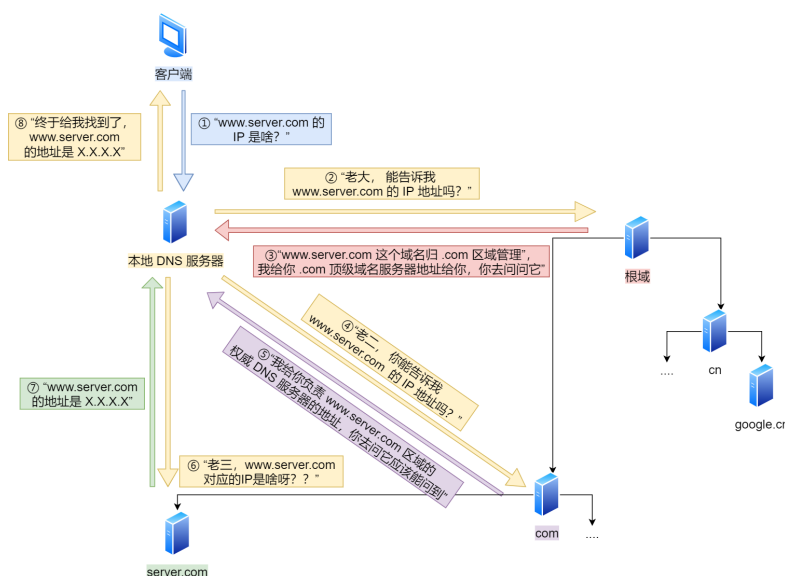 客户端
⑧ “终于给我找到了,
www.server.com
的地址是 X.X.X.X”
① “www.server.com 的
IP 是啥? ”
② “老大, 能告诉我
www.server.com 的 IP 地址吗? ”
本地 DNS 服务器
③“www.server.com 这个域名归 .com 区域管理”,
我给你 .com 顶级域名服务器地址给你,你去问问它”
根域
④“老二, 你能告诉我
www.server.com 的 IP 地址吗? ”
⑤“我给你负责 www.server.com 区域的
权威 DNS 服务器的地址,你去问它应该能问到”
....
cn
google.cn
⑦ “www.server.com
的地址是 X.X.X.X”
⑥ “老三,www.server.com
对应的IP是啥呀? ? ”
com
....
server.com